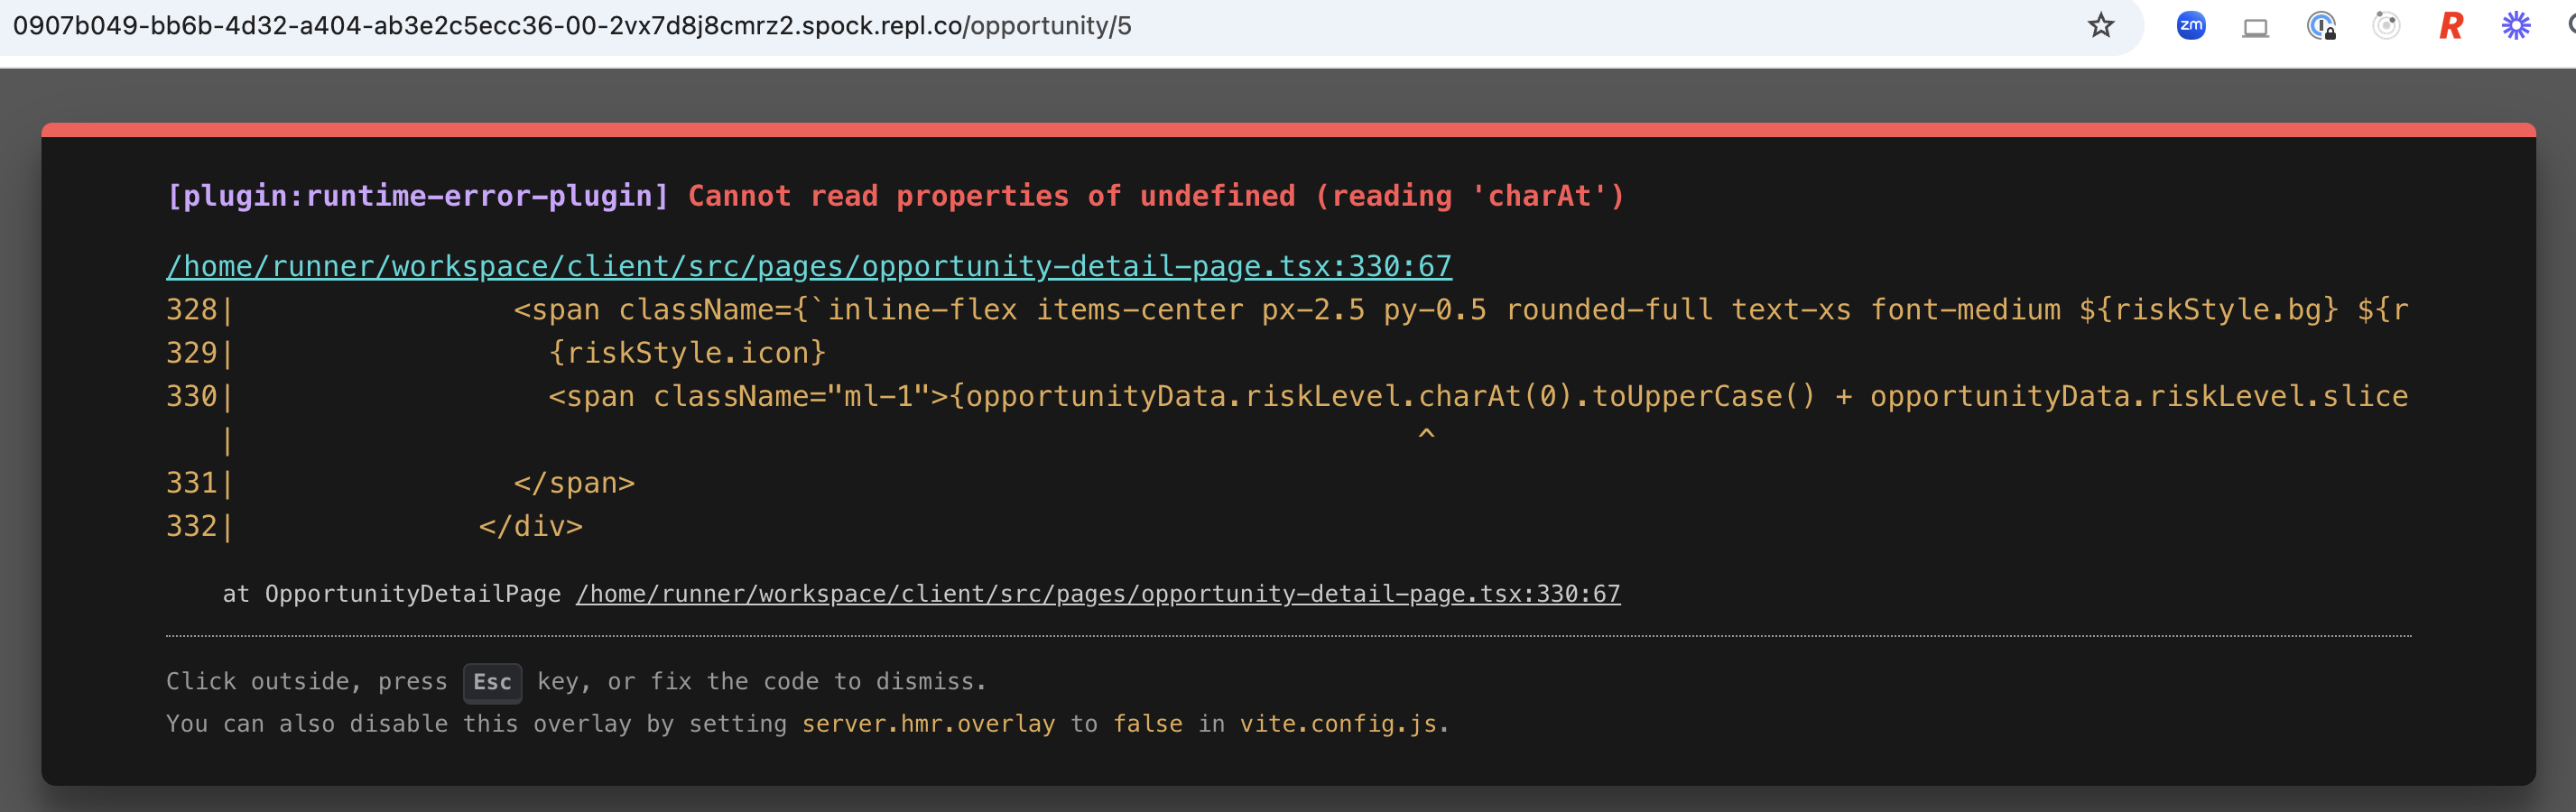 0907b049-bb6b-4d32-a404-ab3e2c5ecc36-00-2vx7d8j8cmrz2.spock.repl.co/opportunity/5
zm
R
[plugin:runtime-error-plugin] Cannot read properties of undefined (reading 'charAt')
/home/runner/workspace/client/src/pages/opportunity-detail-page.tsx:330:67
328|                <span className={`inline-flex items-center px-2.5 py-0.5 rounded-full text-xs font-medium ${riskStyle.bg} ${r
329|                  {riskStyle.icon}
330|                  <span className="ml-1">{opportunityData.riskLevel.charAt(0).toUpperCase() + opportunityData.riskLevel.slice
   |                                                                    ^
331|                </span>
332|              </div>
at OpportunityDetailPage /home/runner/workspace/client/src/pages/opportunity-detail-page.tsx:330:67
Click outside, press Esc key, or fix the code to dismiss.
You can also disable this overlay by setting server.hmr.overlay to false in vite.config.js.